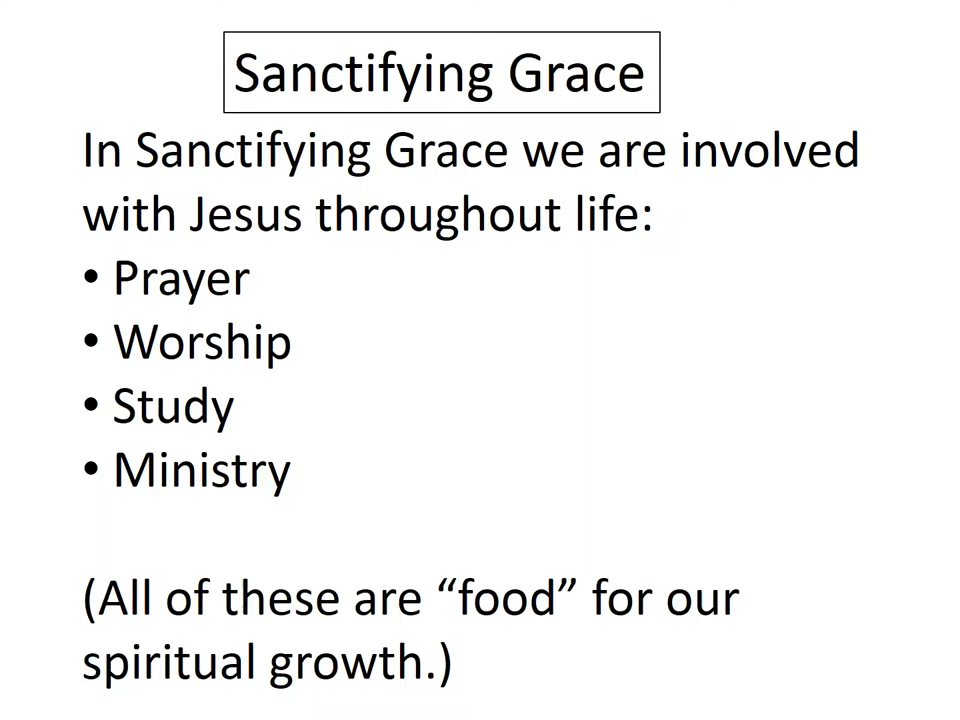 Sanctifying Grace
In Sanctifying Grace we are involved
with Jesus throughout life:
• Prayer
• Worship
• Study
• Ministry
(All of these are “food” for our
spiritual growth.)